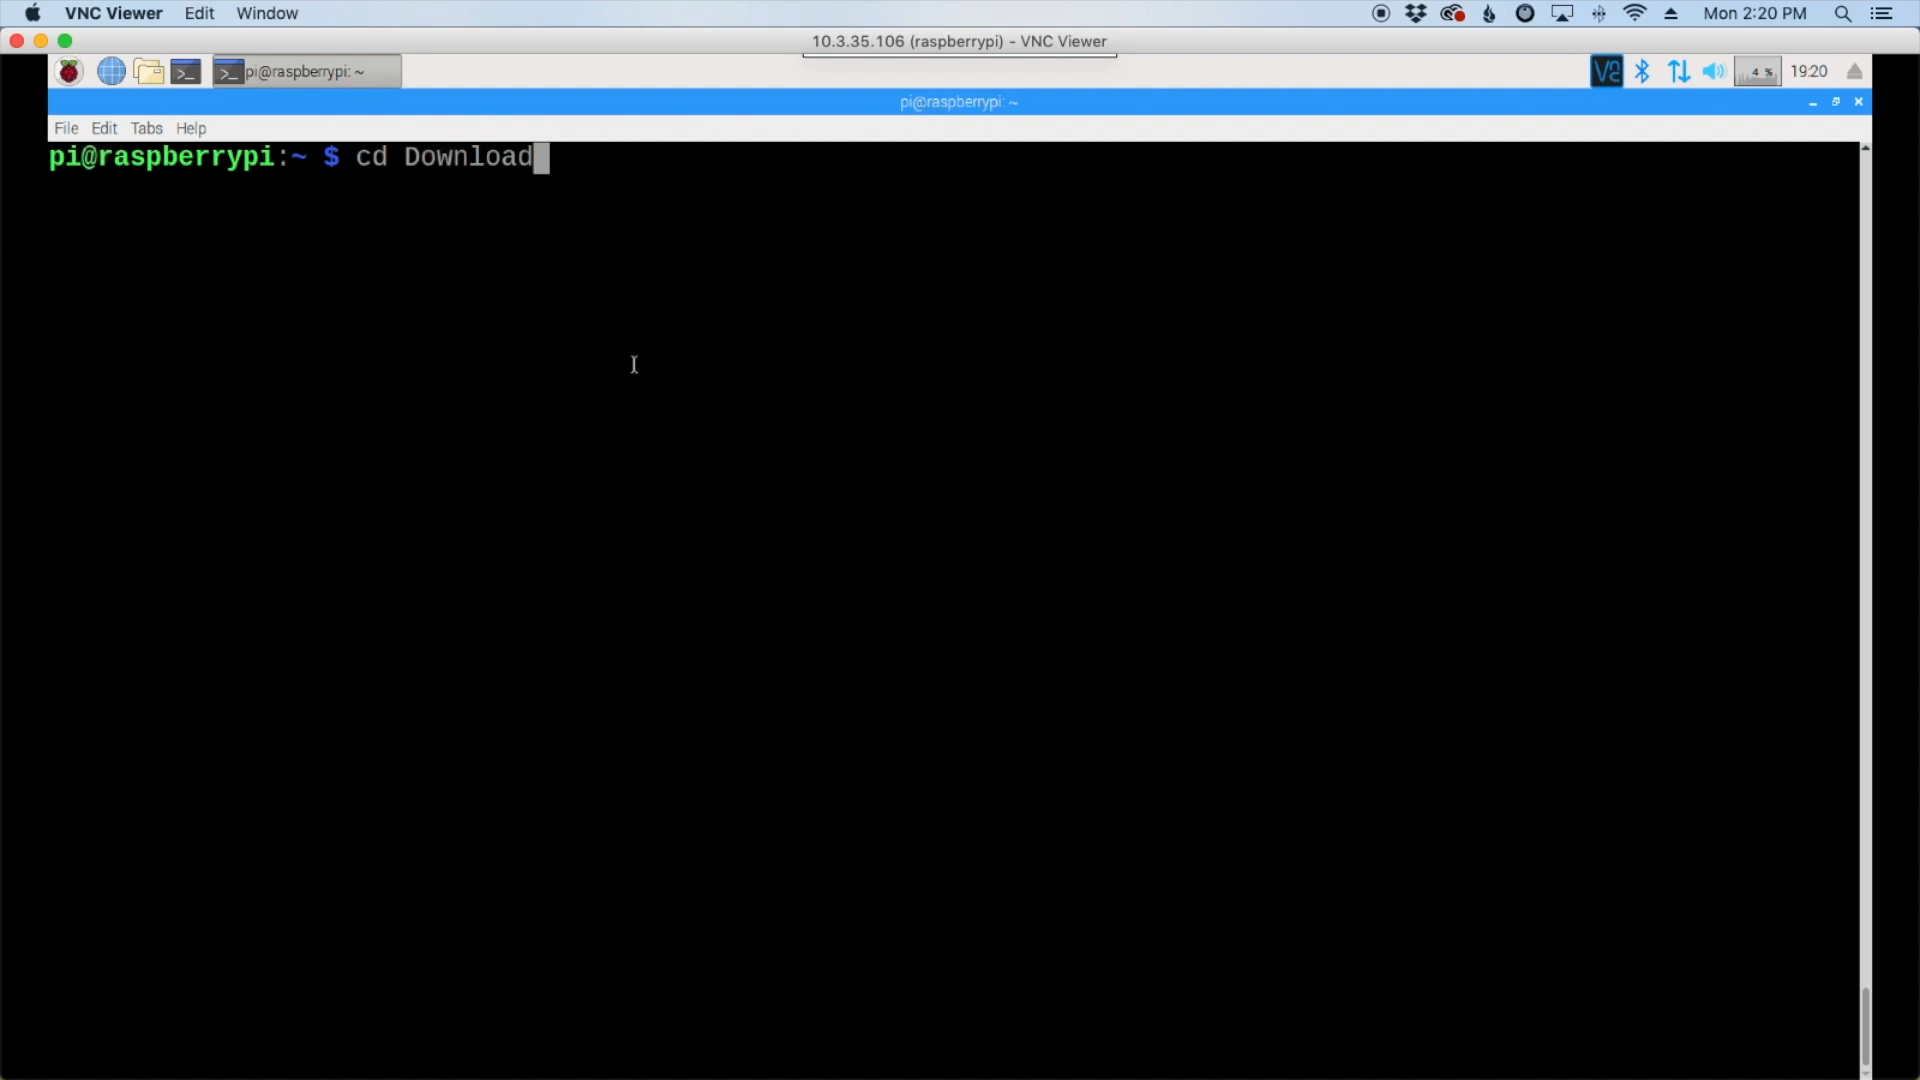 VNC Viewer Edit Window Mon 2:20 PM
10.3.35.106 (raspberrypi) - VNC Viewer
pi@raspberrypi: ~ 4 % 19:20
pi@raspberrypi: ~
File Edit Tabs Help
pi@raspberrypi:~ $ cd Download